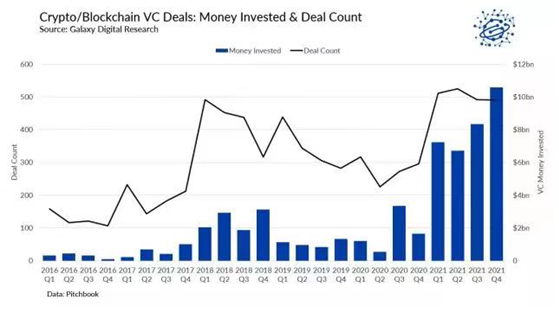 Crypto/Blockchain VC Deals: Money Invested & Deal Count
Source: Galaxy Digital Research
Money Invested Deal Count
600 $12bn
500 $10bn
400 $8bn
300 $6bn
200 $4bn
100 $2bn
0 $0
Deal Count
VC Money Invested
2016 2016 2016 2016 2017 2017 2017 2017 2018 2018 2018 2018 2019 2019 2019 2019 2020 2020 2020 2020 2021 2021 2021 2021
Q1 Q2 Q3 Q4 Q1 Q2 Q3 Q4 Q1 Q2 Q3 Q4 Q1 Q2 Q3 Q4 Q1 Q2 Q3 Q4 Q1 Q2 Q3 Q4
Data: Pitchbook